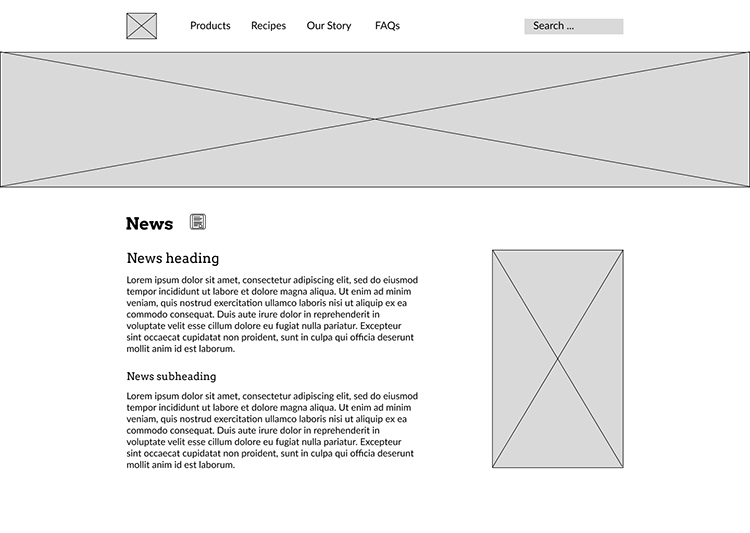 Products Recipes Our Story FAQs Search ...
News
News heading
Lorem ipsum dolor sit amet, consectetur adipiscing elit, sed do eiusmod
tempor incididunt ut labore et dolore magna aliqua. Ut enim ad minim
veniam, quis nostrud exercitation ullamco laboris nisi ut aliquip ex ea
commodo consequat. Duis aute irure dolor in reprehenderit in
voluptate velit esse cillum dolore eu fugiat nulla pariatur. Excepteur
sint occaecat cupidatat non proident, sunt in culpa qui officia deserunt
mollit anim id est laborum.
News subheading
Lorem ipsum dolor sit amet, consectetur adipiscing elit, sed do eiusmod
tempor incididunt ut labore et dolore magna aliqua. Ut enim ad minim
veniam, quis nostrud exercitation ullamco laboris nisi ut aliquip ex ea
commodo consequat. Duis aute irure dolor in reprehenderit in
voluptate velit esse cillum dolore eu fugiat nulla pariatur. Excepteur
sint occaecat cupidatat non proident, sunt in culpa qui officia deserunt
mollit anim id est laborum.